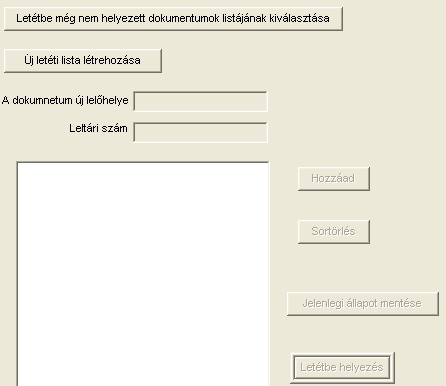 Letétbe még nem helyezett dokumentumok listájának kiválasztása
Új letéti lista létrehozása
A dokumnetum új lelőhelye
Leltári szám
Hozzáad
Sortörlés
Jelenlegi állapot mentése
Letétbe helyezés